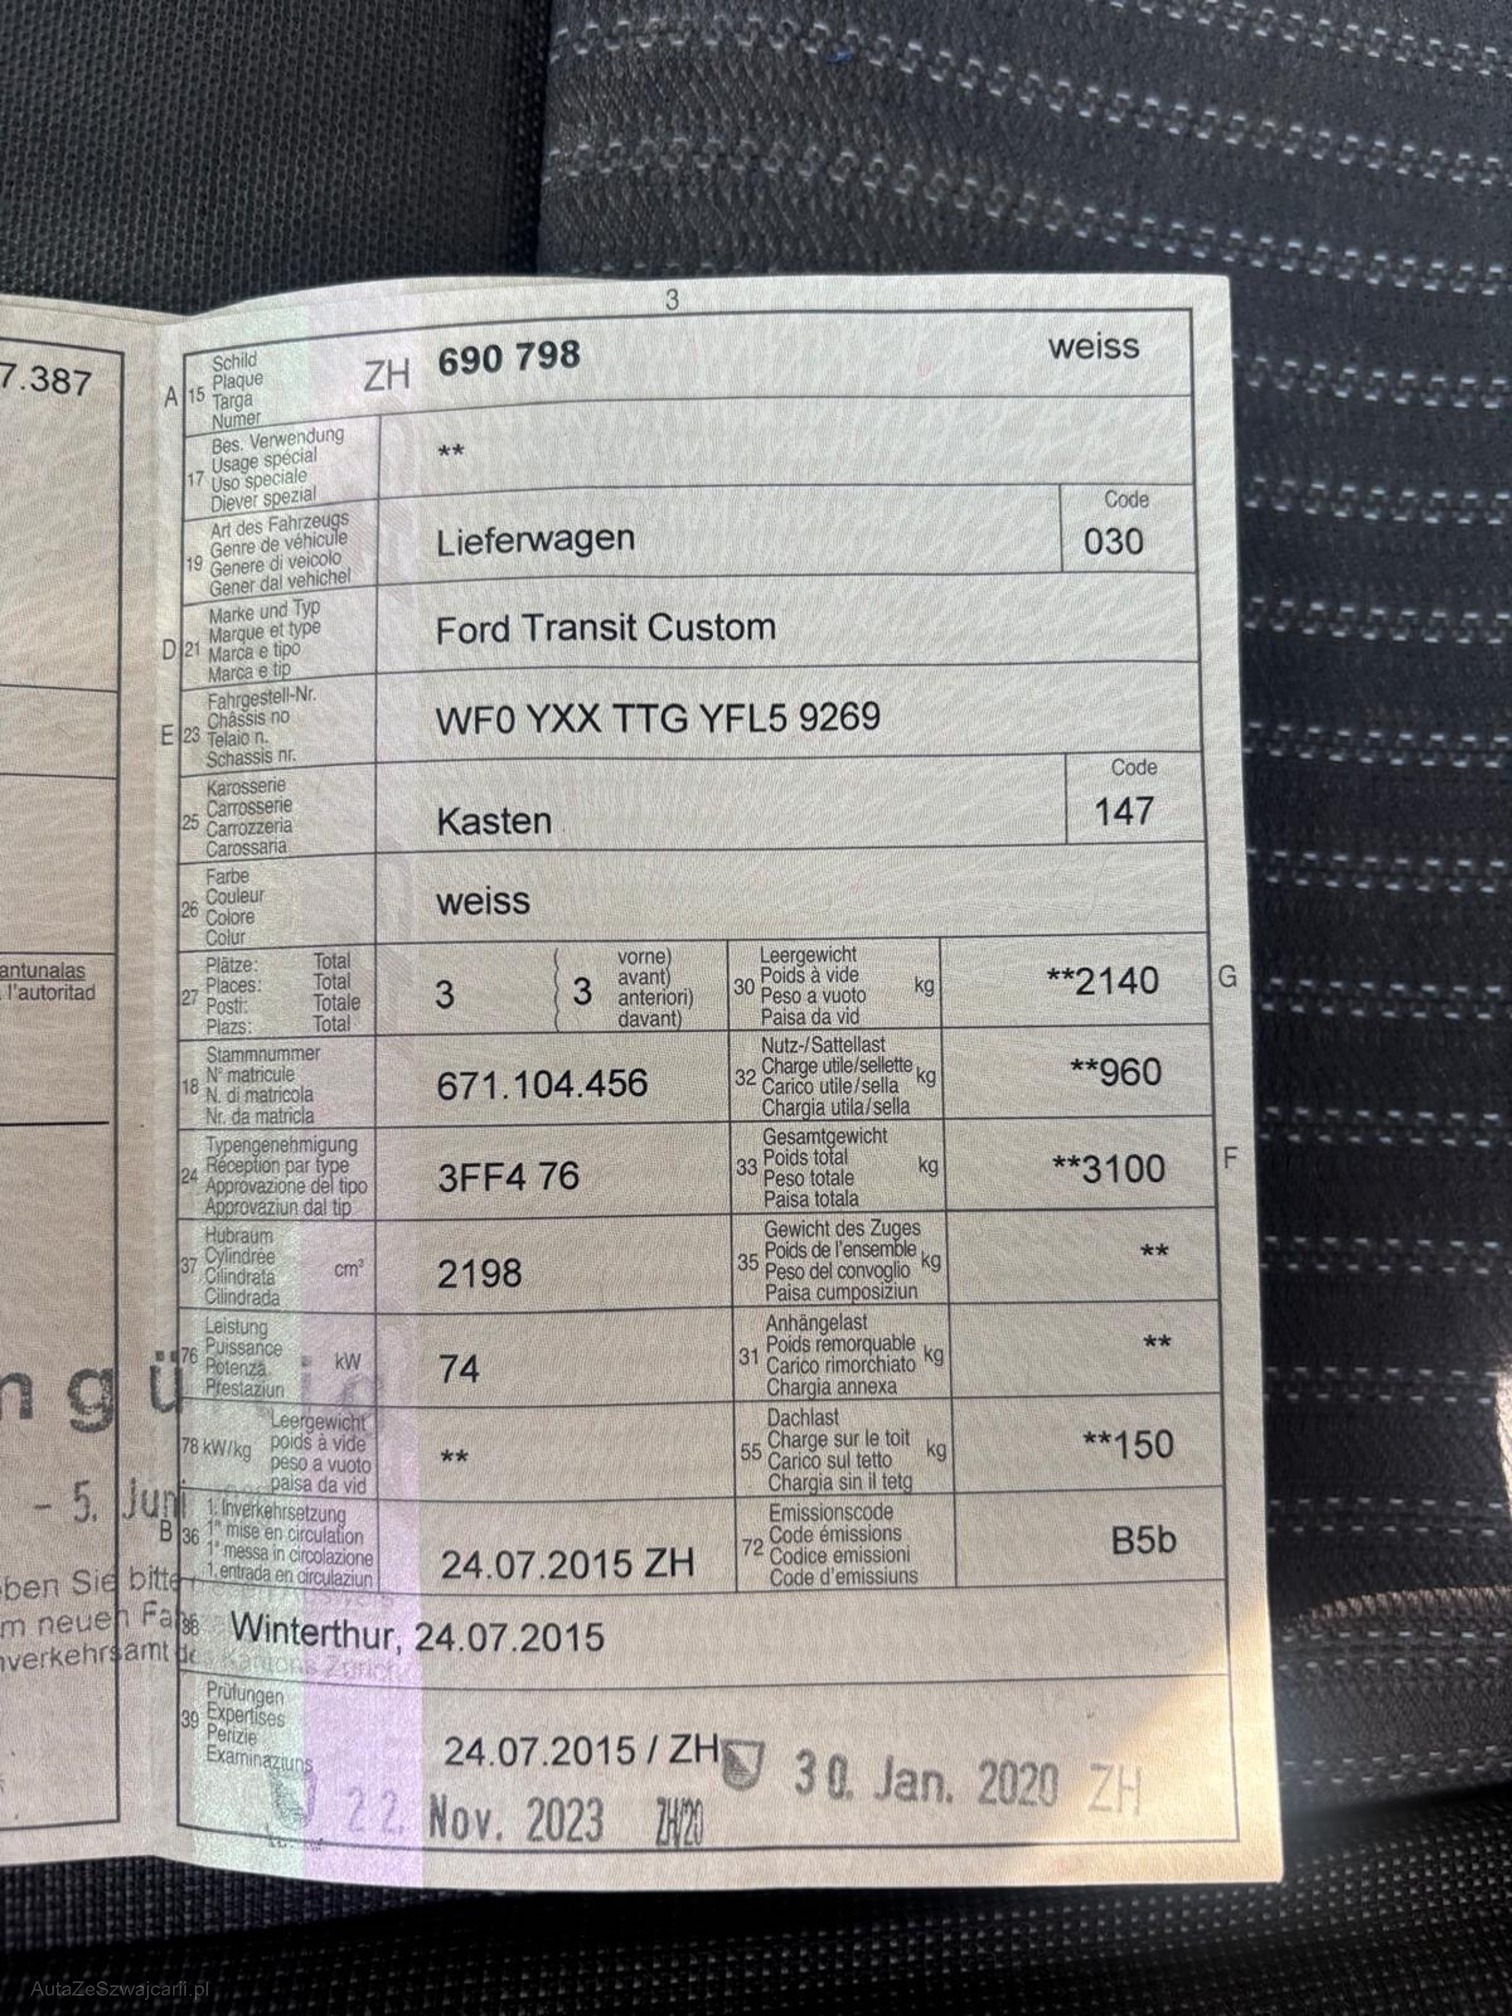 3
7.387
A 15 Schild
Plaque
Targa
Numer
ZH 690 798 weiss
17 Bes. Verwendung
Usage spécial
Uso speciale
Diever spezial
**
19 Art des Fahrzeugs
Genre de véhicule
Genere di veicolo
Gener dal vehichel
Lieferwagen
Code
030
D 21 Marke und Typ
Marque et type
Marca e tipo
Marca e tip
Ford Transit Custom
E 23 Fahrgestell-Nr.
Châssis no
Telaio n.
Schassis nr.
WF0 YXX TTG YFL5 9269
25 Karosserie
Carrosserie
Carrozzeria
Carossaria
Kasten
Code
147
26 Farbe
Couleur
Colore
Colur
weiss
antunalas
l'autoritad
27 Plätze: Total
Places: Total
Posti: Totale
Plazs: Total
3
3
vorne)
avant)
anteriori)
davant)
30 Leergewicht
Poids à vide
Peso a vuoto
Paisa da vid
kg
**2140
G
18 Stammnummer
N° matricule
N. di matricola
Nr. da matricla
671.104.456
32 Nutz-/Sattellast
Charge utile/sellette
Carico utile/sella
Chargia utila/sella
kg
**960
24 Typengenehmigung
Réception par type
Approvazione del tipo
Approvaziun dal tip
3FF4 76
33 Gesamtgewicht
Poids total
Peso totale
Paisa totala
kg
**3100
F
37 Hubraum
Cylindrée
Cilindrata
Cilindrada
cm³
2198
35 Gewicht des Zuges
Poids de l'ensemble
Peso del convoglio
Paisa cumposiziun
kg
**
76 Leistung
Puissance
Potenza
Prestaziun
kW
74
31 Anhängelast
Poids remorquable
Carico rimorchiato
Chargia annexa
kg
**
78 kW/kg
Leergewicht
poids à vide
peso a vuoto
paisa da vid
**
55 Dachlast
Charge sur le toit
Carico sul tetto
Chargia sin il tetg
kg
**150
- 5. Juni
B 36 1. Inverkehrsetzung
1re mise en circulation
1a messa in circolazione
1. entrada en circulaziun
24.07.2015 ZH
72 Emissionscode
Code émissions
Codice emissioni
Code d'emissiuns
B5b
ben Sie bitte
m neuen
verkehrsamt des Kantons Zürich
38 Winterthur, 24.07.2015
39 Prüfungen
Expertises
Perizie
Examinaziuns
24.07.2015 / ZH
30. Jan. 2020 ZH
22. Nov. 2023 ZH/20
AutaZeSzwajcarii.pl